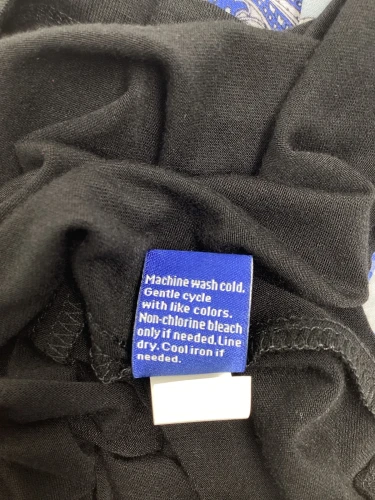 Machine wash cold.
Gentle cycle
with like colors.
Non-chlorine bleach
only if needed. Line
dry. Cool iron if
needed.